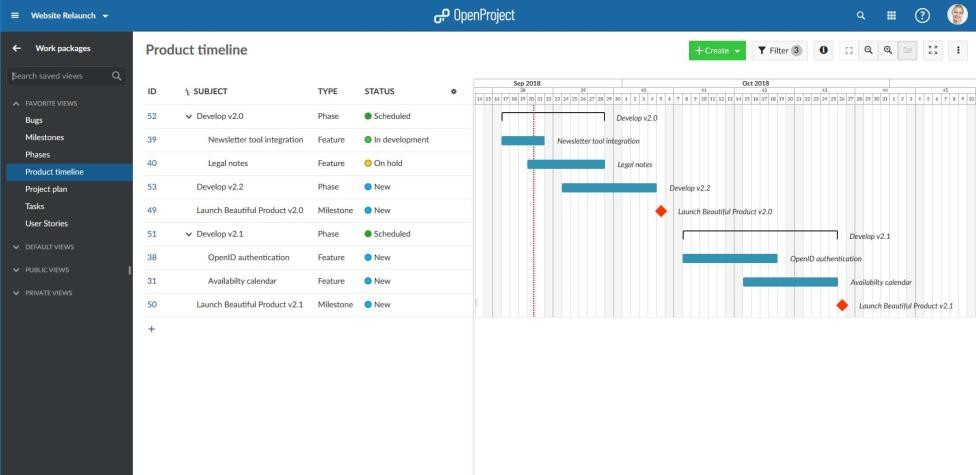 Website Relaunch
OpenProject
?
Work packages
Search saved views
FAVORITE VIEWS
Bugs
Milestones
Phases
Product timeline
Project plan
Tasks
User Stories
DEFAULT VIEWS
PUBLIC VIEWS
PRIVATE VIEWS
Product timeline
+ Create Filter 3
ID SUBJECT TYPE STATUS
52 Develop v2.0 Phase Scheduled
39 Newsletter tool integration Feature In development
40 Legal notes Feature On hold
53 Develop v2.2 Phase New
49 Launch Beautiful Product v2.0 Milestone New
51 Develop v2.1 Phase Scheduled
38 OpenID authentication Feature New
31 Availabilty calendar Feature New
50 Launch Beautiful Product v2.1 Milestone New
+
Sep 2018 Oct 2018
38 39 40 41 42 43 44 45
14 15 16 17 18 19 20 21 22 23 24 25 26 27 28 29 30 1 2 3 4 5 6 7 8 9 10 11 12 13 14 15 16 17 18 19 20 21 22 23 24 25 26 27 28 29 30 31 1 2 3 4 5 6 7 8 9 10
Develop v2.0
Newsletter tool integration
Legal notes
Develop v2.2
Launch Beautiful Product v2.0
Develop v2.1
OpenID authentication
Availabilty calendar
Launch Beautiful Product v2.1